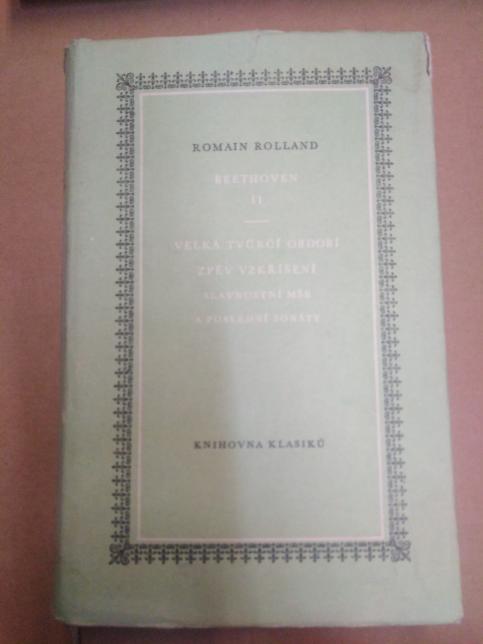 ROMAIN ROLLAND
BEETHOVEN
II
VELKÁ TVŮRČÍ OBDOBÍ
ZPĚV VZKŘÍŠENÍ
SLAVNOSTNÍ MŠE
A POSLEDNÍ SONÁTY
KNIHOVNA KLASIKŮ